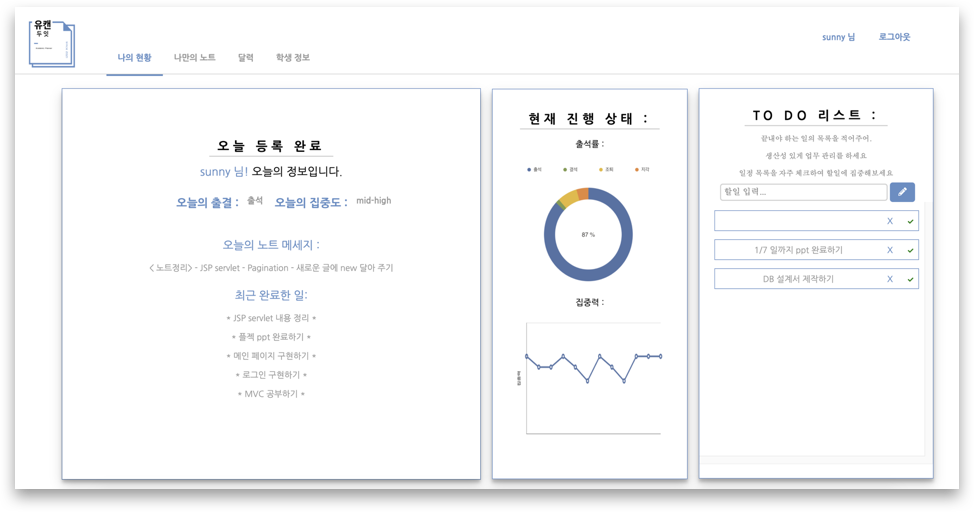 유캔
두잇
sunny 님
로그아웃
나의 현황
나만의 노트
달력
학생 정보
오늘 등록 완료
sunny 님! 오늘의 정보입니다.
오늘의 출결 : 출석 오늘의 집중도 : mid-high
오늘의 노트 메세지 :
< 노트정리> - JSP servlet - Pagination - 새로운 글에 new 달아 주기
최근 완료한 일:
* JSP servlet 내용 정리 *
* 플젝 ppt 완료하기 *
* 메인 페이지 구현하기 *
* 로그인 구현하기 *
* MVC 공부하기 *
현재 진행 상태 :
출석률 :
출석 결석 조퇴 지각
87 %
집중력 :
TO DO 리스트 :
끝내야 하는 일의 목록을 적어주어.
생산성 있게 업무 관리를 하세요
일정 목록을 자주 체크하여 할일에 집중해보세요
할일 입력...
X ✓
1/7 일까지 ppt 완료하기 X ✓
DB 설계서 제작하기 X ✓